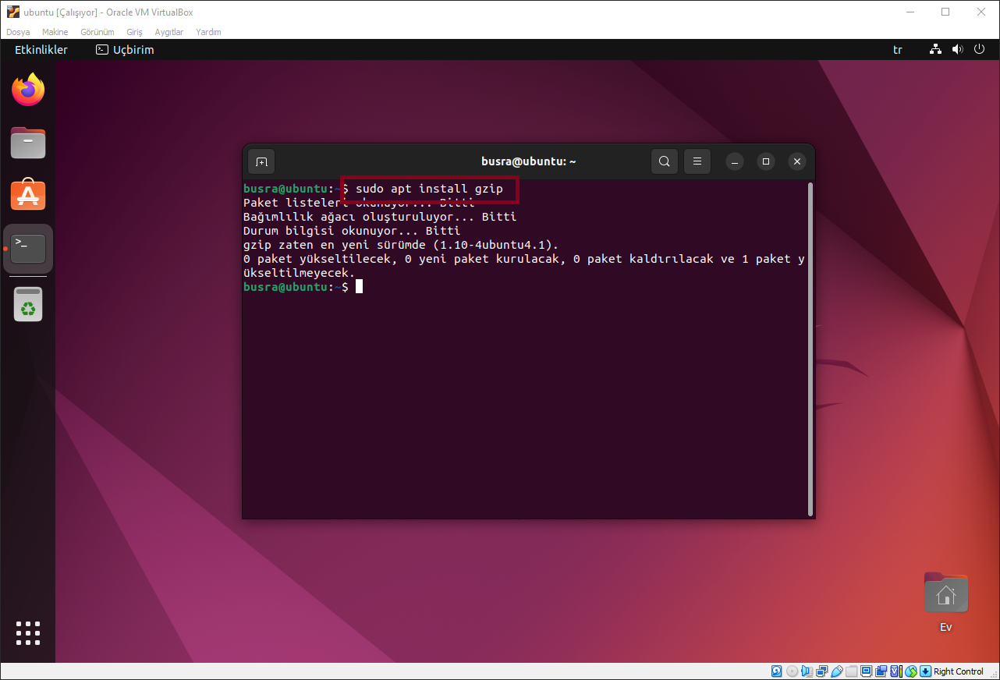 ubuntu [Çalışıyor] - Oracle VM VirtualBox
Dosya Makine Görünüm Giriş Aygıtlar Yardım
Etkinlikler Uçbirim tr
busra@ubuntu: ~
busra@ubuntu:~$ sudo apt install gzip
Paket listeleri okunuyor... Bitti
Bağımlılık ağacı oluşturuluyor... Bitti
Durum bilgisi okunuyor... Bitti
gzip zaten en yeni sürümde (1.10-4ubuntu4.1).
0 paket yükseltilecek, 0 yeni paket kurulacak, 0 paket kaldırılacak ve 1 paket y
ükseltilmeyecek.
busra@ubuntu:~$
Ev
Right Control